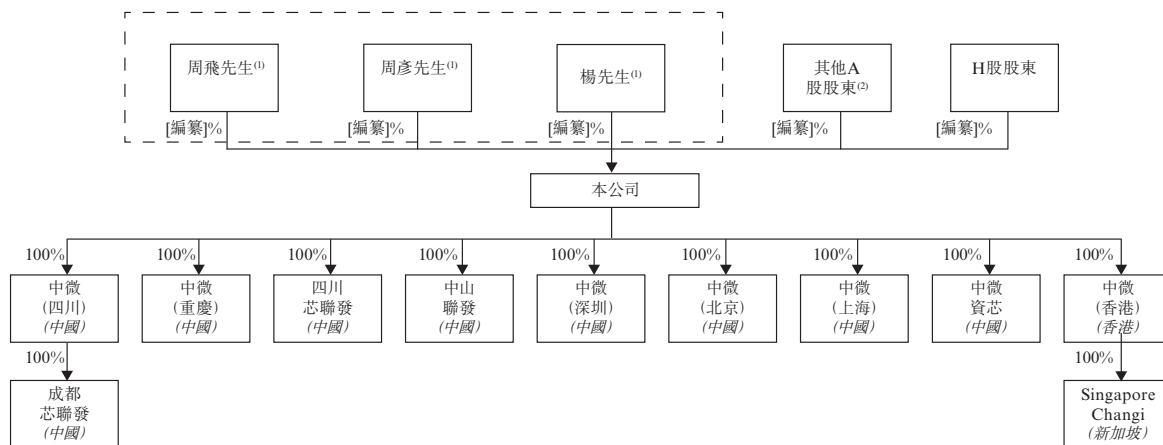 周飛先生(1)
周彥先生(1)
楊先生(1)
其他A
股股東(2)
H股股東
[編纂]%
[編纂]%
[編纂]%
[編纂]%
[編纂]%
本公司
100%
100%
100%
100%
100%
100%
100%
100%
100%
中微
(四川)
(中國)
中微
(重慶)
(中國)
四川
芯聯發
(中國)
中山
聯發
(中國)
中微
(深圳)
(中國)
中微
(北京)
(中國)
中微
(上海)
(中國)
中微
資芯
(中國)
中微
(香港)
(香港)
100%
100%
成都
芯聯發
(中國)
Singapore
Changi
(新加坡)